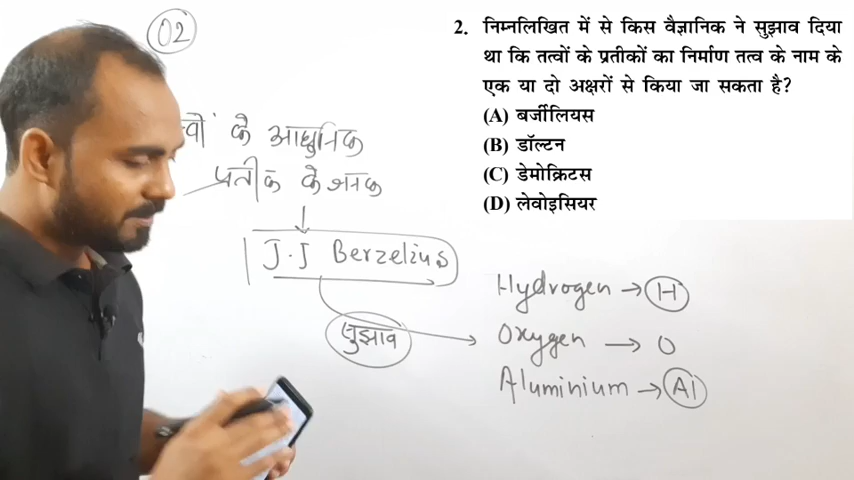 02
2. निम्नलिखित में से किस वैज्ञानिक ने सुझाव दिया
था कि तत्वों के प्रतीकों का निर्माण तत्व के नाम के
एक या दो अक्षरों से किया जा सकता है?
(A) बर्जीलियस
(B) डॉल्टन
(C) डेमोक्रिटस
(D) लेवोइसियर
के आधुनिक
प्रतीक के जनक
J.J Berzelius
सुझाव
Hydrogen → H
Oxygen → O
Aluminium → Al